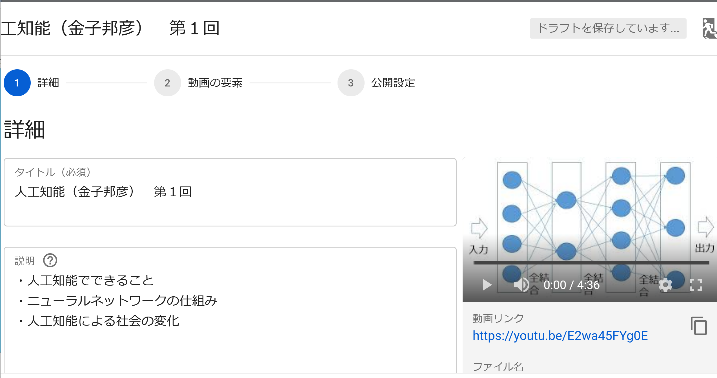 工知能（金子邦彦）　第１回
ドラフトを保存しています...
1 詳細 2 動画の要素 3 公開設定
詳細
タイトル（必須）
人工知能（金子邦彦）　第１回
説明
・人工知能でできること
・ニューラルネットワークの仕組み
・人工知能による社会の変化
入力
出力
全結合
全結合
全結合
0:00 / 4:36
動画リンク
https://youtu.be/E2wa45FYg0E
ファイル名